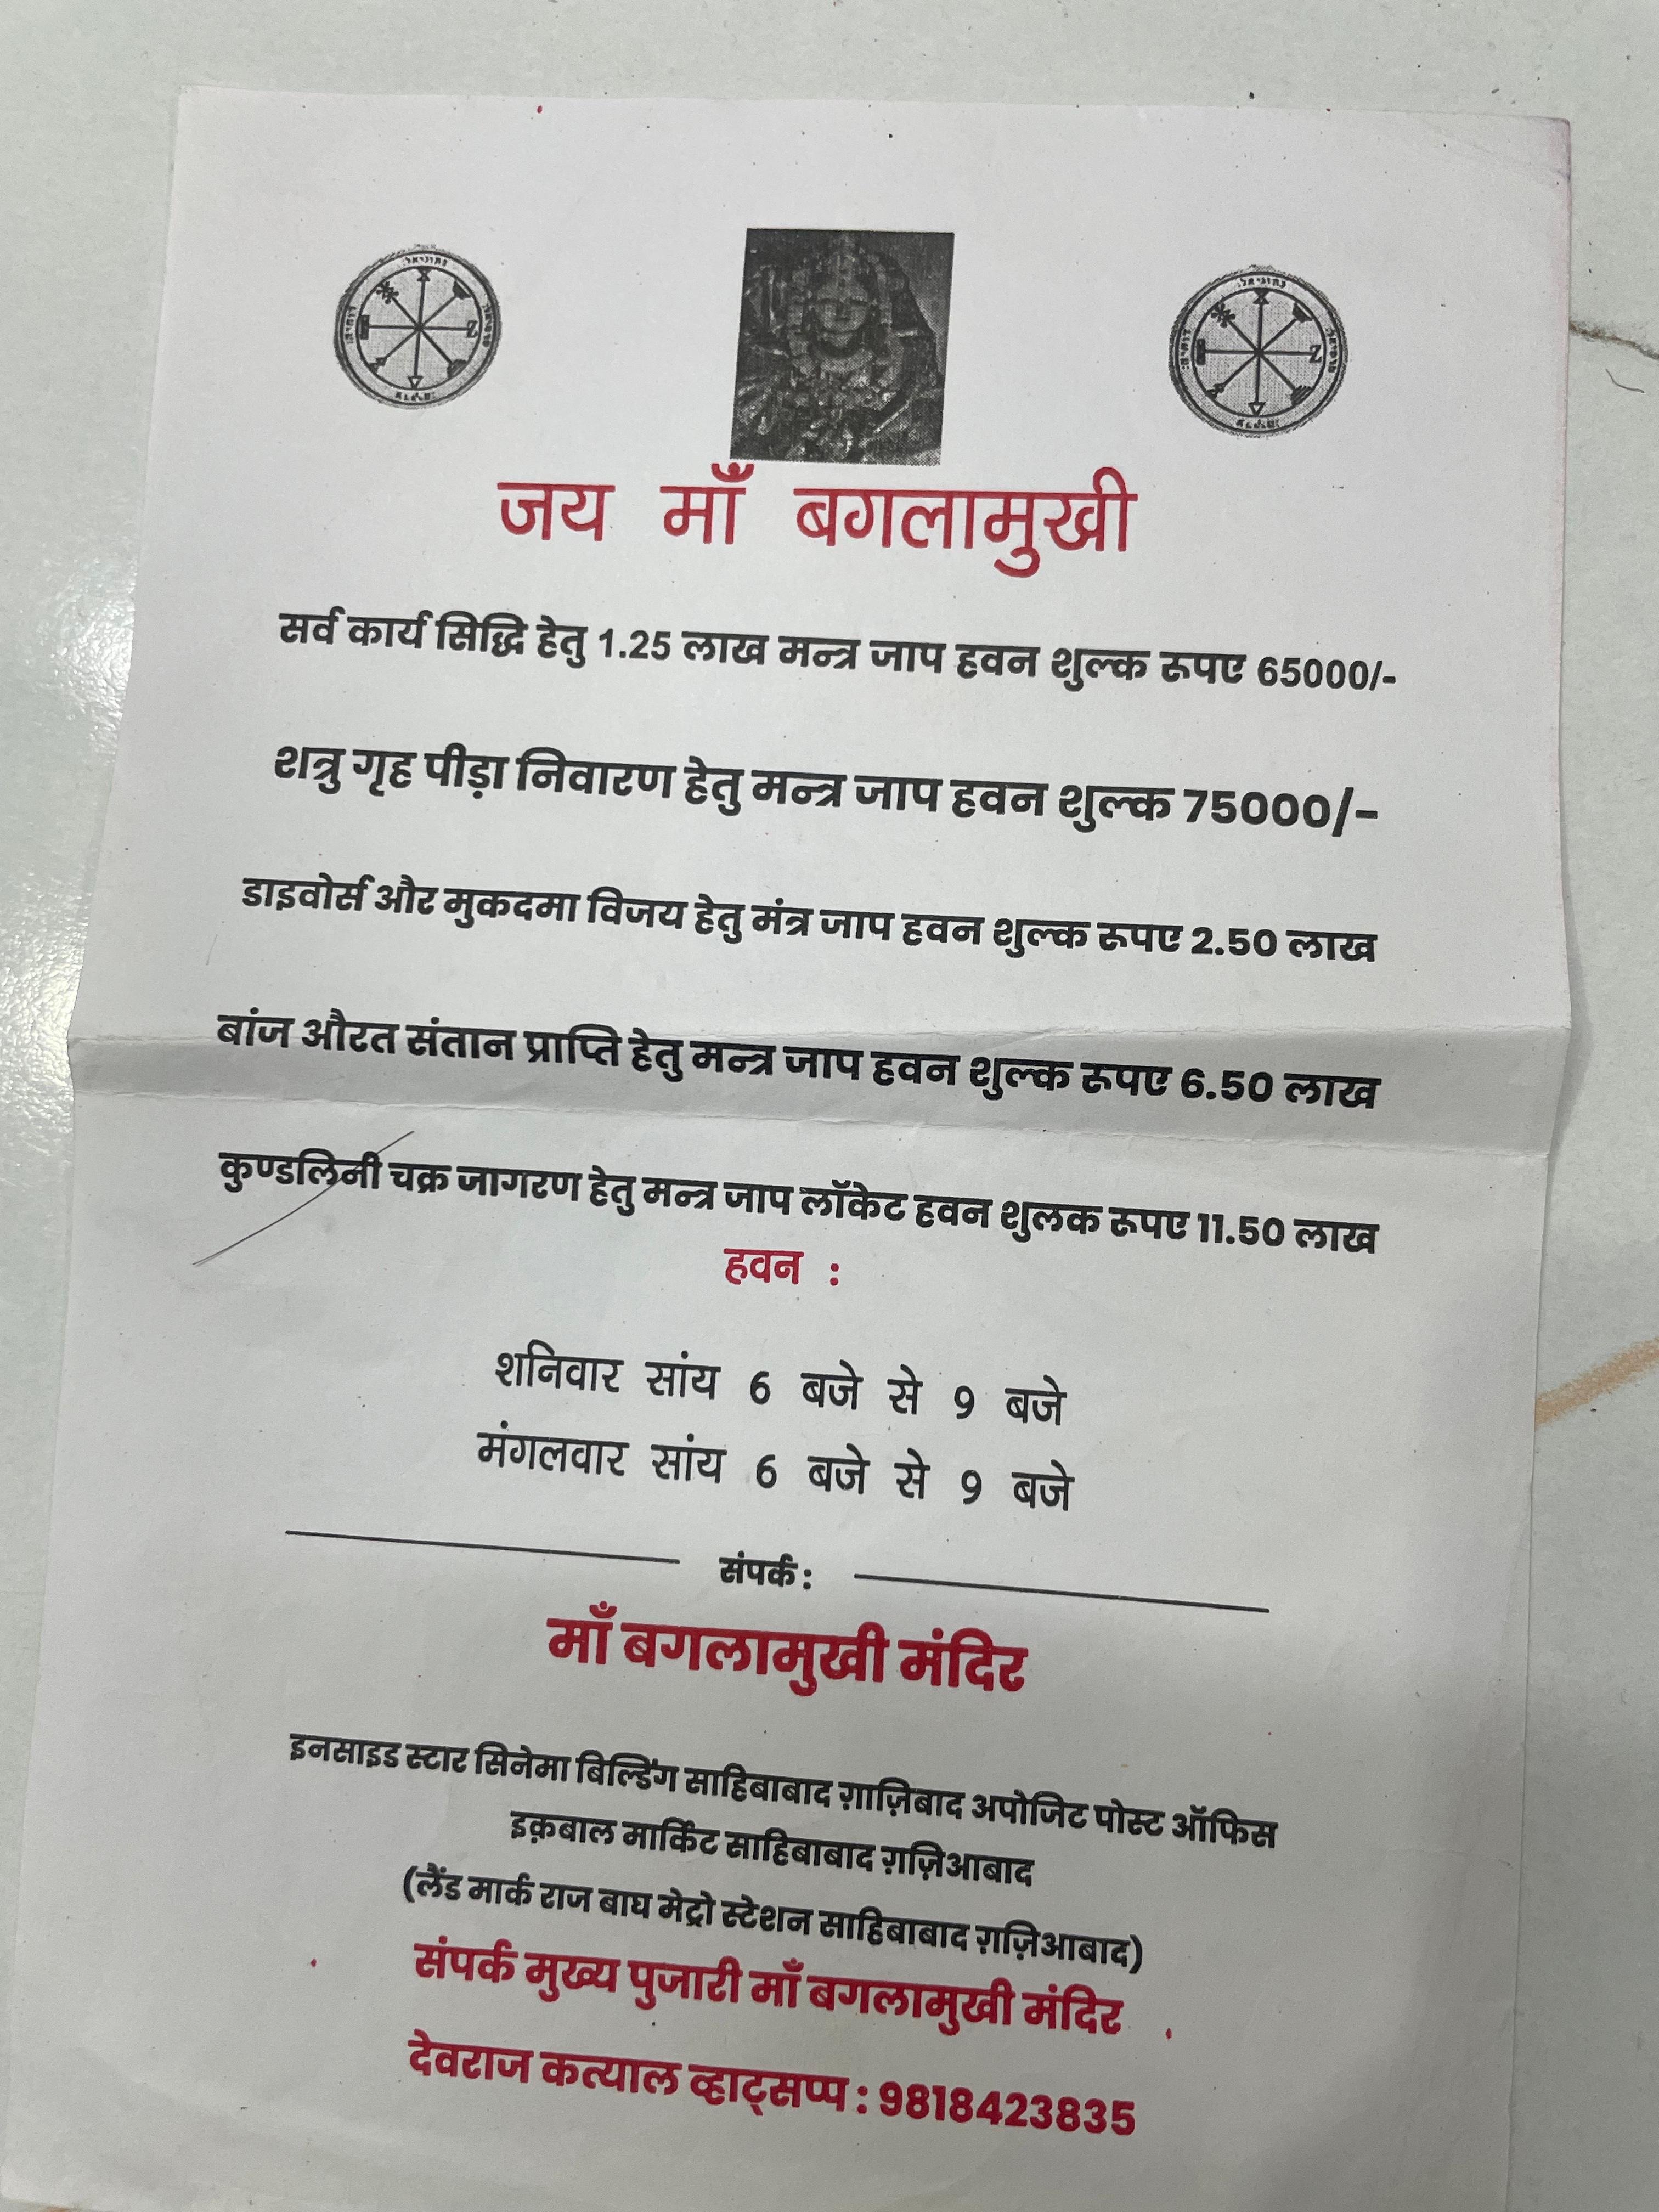 जय माँ बगलामुखी
सर्व कार्य सिद्धि हेतु 1.25 लाख मन्त्र जाप हवन शुल्क रूपए 65000/-
शत्रु गृह पीड़ा निवारण हेतु मन्त्र जाप हवन शुल्क 75000/-
डाइवोर्स और मुकदमा विजय हेतु मंत्र जाप हवन शुल्क रूपए 2.50 लाख
बांज औरत संतान प्राप्ति हेतु मन्त्र जाप हवन शुल्क रूपए 6.50 लाख
कुण्डलिनी चक्र जागरण हेतु मन्त्र जाप लॉकेट हवन शुलक रूपए 11.50 लाख
हवन :
शनिवार सांय 6 बजे से 9 बजे
मंगलवार सांय 6 बजे से 9 बजे
संपर्क :
माँ बगलामुखी मंदिर
इनसाइड स्टार सिनेमा बिल्डिंग साहिबाबाद ग़ाज़िबाद अपोजिट पोस्ट ऑफिस
इक़बाल मार्किट साहिबाबाद ग़ज़िआबाद
(लैंड मार्क राज बाघ मेट्रो स्टेशन साहिबाबाद ग़ज़िआबाद)
संपर्क मुख्य पुजारी माँ बगलामुखी मंदिर
देवराज कत्याल व्हाट्सप्प : 9818423835